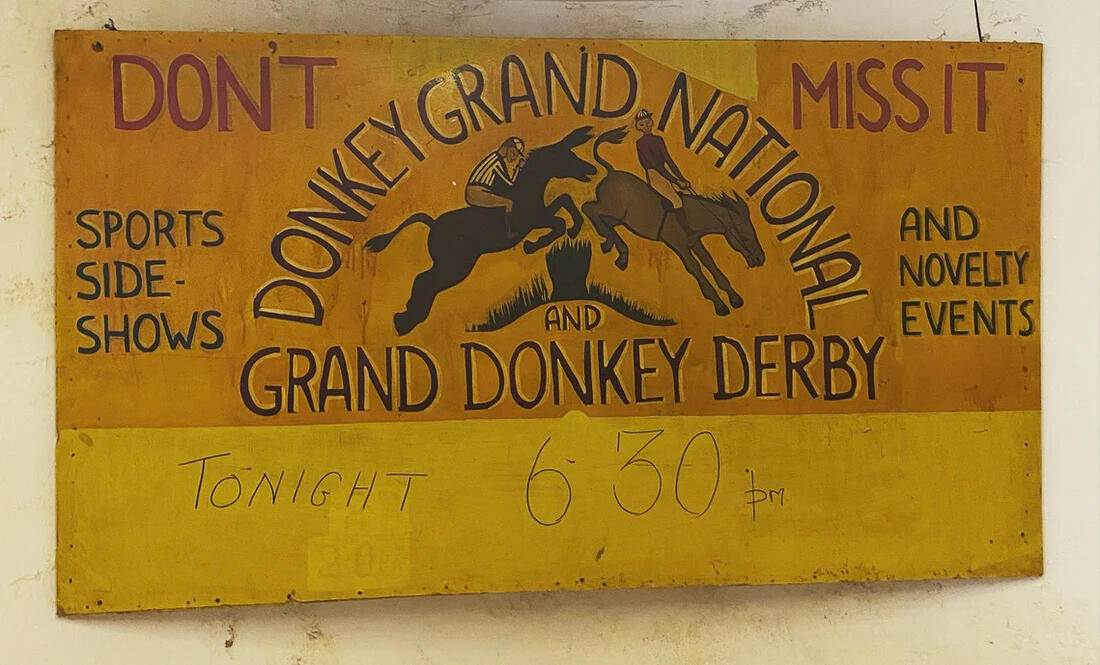 DON'T MISS IT
DONKEY GRAND NATIONAL
SPORTS
SIDE-
SHOWS
AND
NOVELTY
EVENTS
AND
GRAND DONKEY DERBY
TONIGHT 6·30 pm